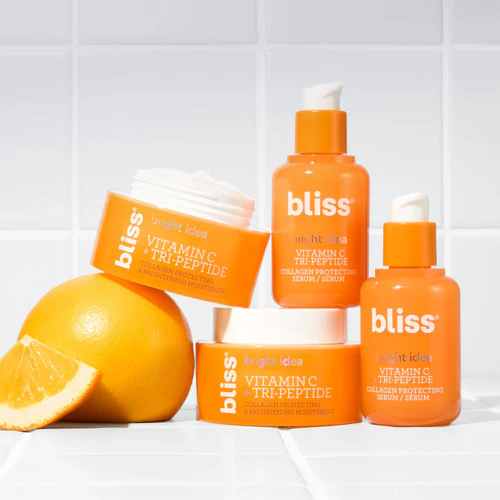 bliss®
bright idea
VITAMIN C
+ TRI-PEPTIDE
COLLAGEN PROTECTING
+ BRIGHTENING MOISTURIZER
bliss®
bright idea
VITAMIN C
TRI-PEPTIDE
COLLAGEN PROTECTING
SERUM / SÉRUM
bliss®
bright idea
VITAMIN C
+ TRI-PEPTIDE
COLLAGEN PROTECTING
+ BRIGHTENING MOISTURIZER
bliss®
bright idea
VITAMIN C
+ TRI-PEPTIDE
COLLAGEN PROTECTING
SERUM / SÉRUM